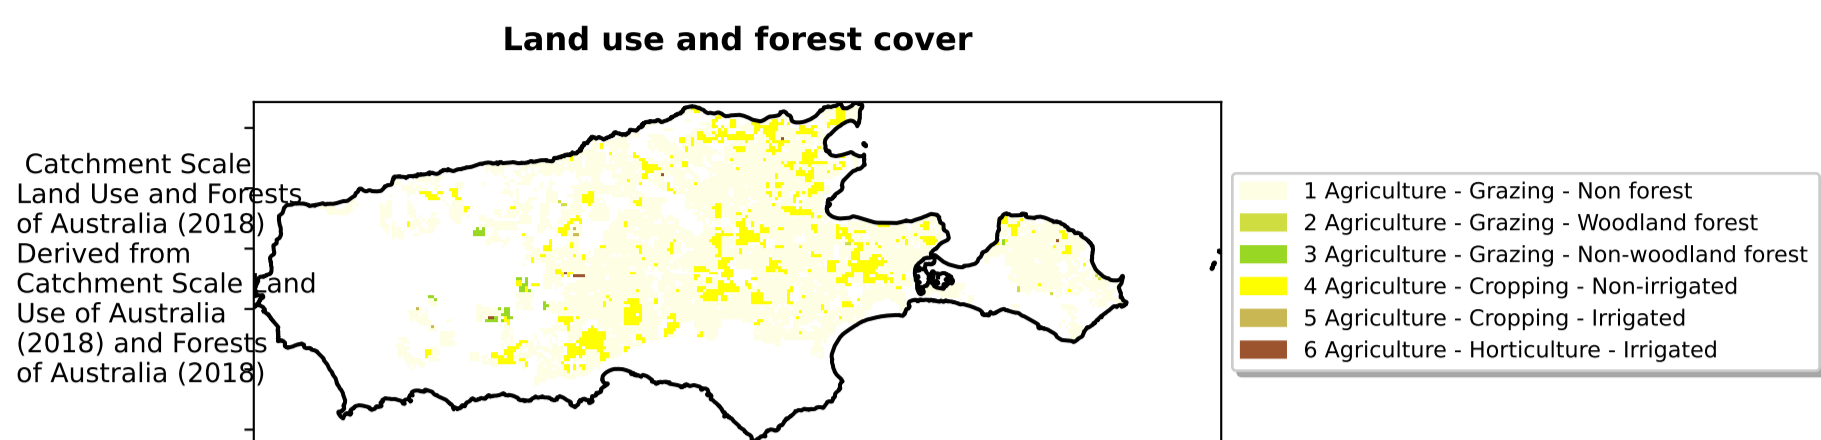 Land use and forest cover
Catchment Scale
Land Use and Forests
of Australia (2018)
Derived from
Catchment Scale Land
Use of Australia
(2018) and Forests
of Australia (2018)
1 Agriculture - Grazing - Non forest
2 Agriculture - Grazing - Woodland forest
3 Agriculture - Grazing - Non-woodland forest
4 Agriculture - Cropping - Non-irrigated
5 Agriculture - Cropping - Irrigated
6 Agriculture - Horticulture - Irrigated